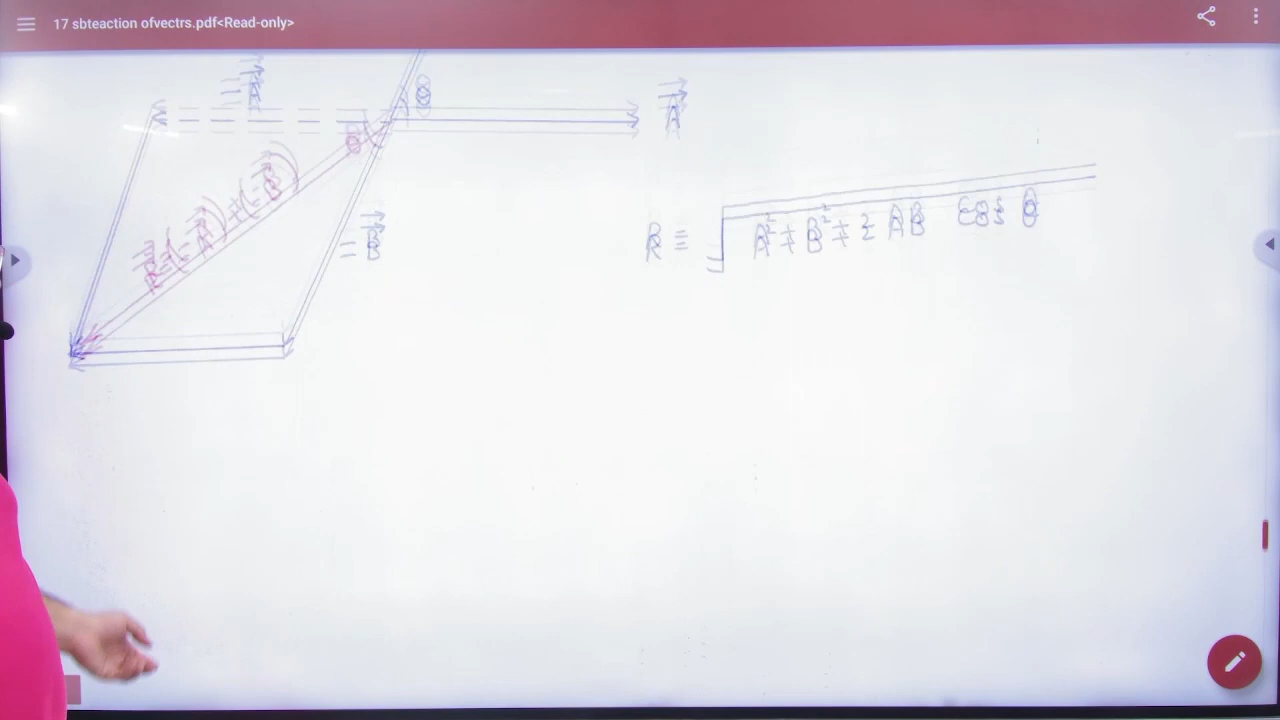 17 sbteaction ofvectrs.pdf<Read-only>
-A⃗
θ
A⃗
θ
R⃗=(-A⃗)+(-B⃗)
-B⃗
R = √A²+B²+2AB Cos θ